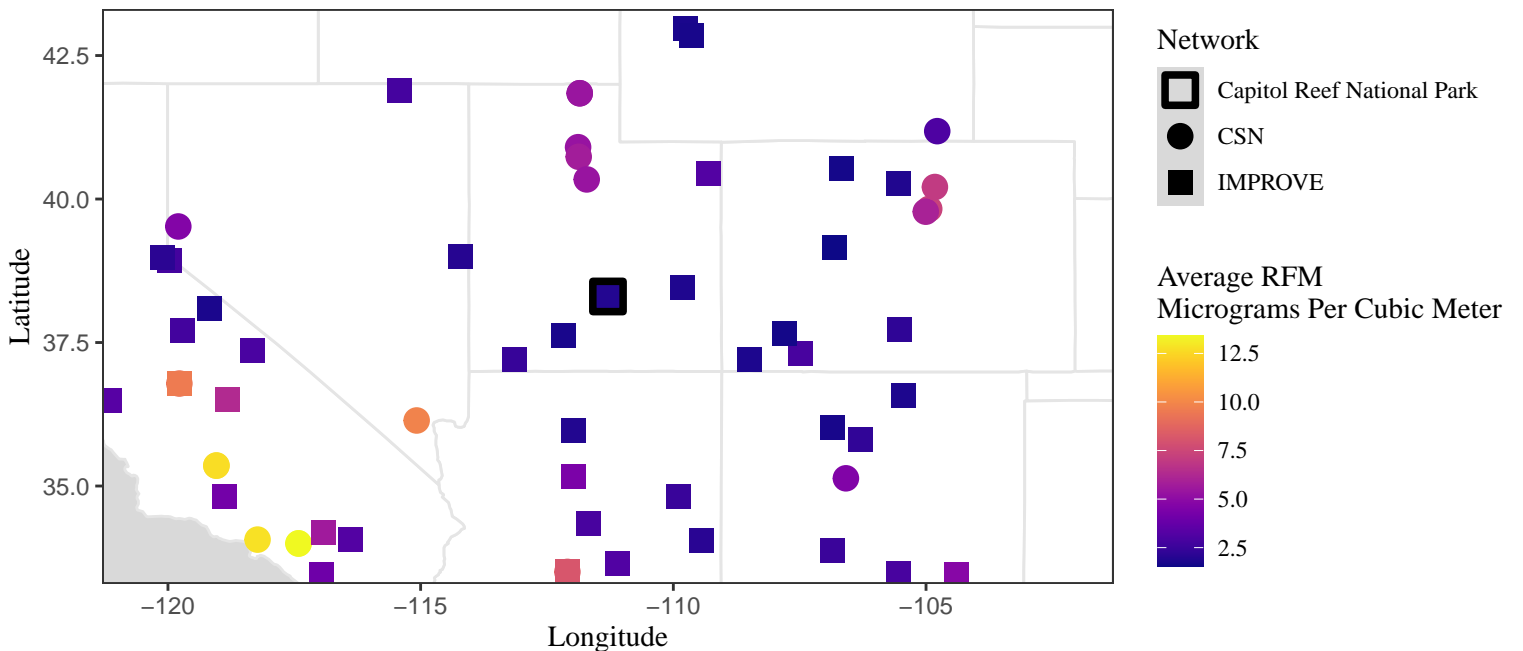 42.5
40.0
37.5
35.0
Latitude
−120
−115
−110
−105
Longitude
Network
Capitol Reef National Park
CSN
IMPROVE
Average RFM
Micrograms Per Cubic Meter
12.5
10.0
7.5
5.0
2.5